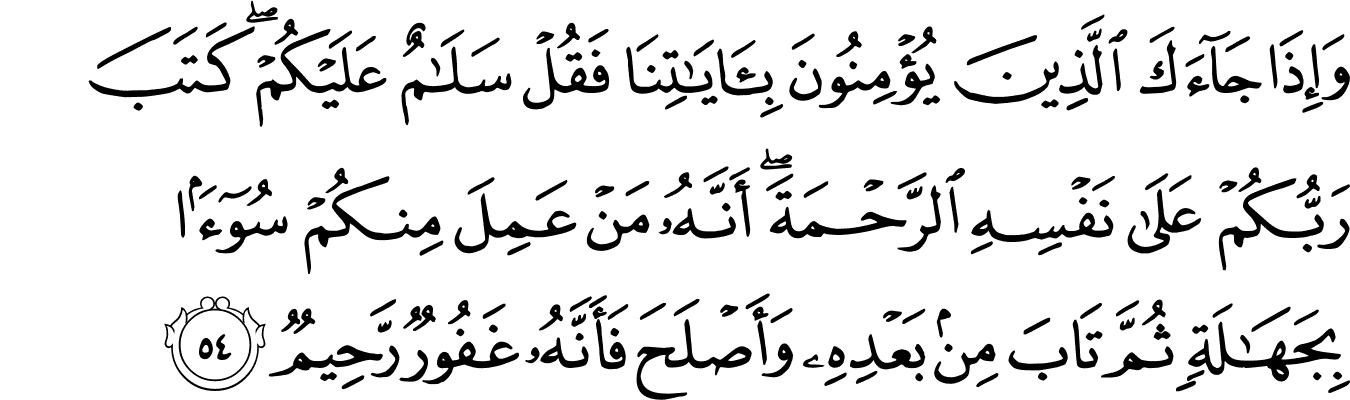 وَإِذَا جَآءَكَ ٱلَّذِينَ يُؤْمِنُونَ بِـَٔايَـٰتِنَا فَقُلْ سَلَـٰمٌ عَلَيْكُمْ ۖ كَتَبَ
رَبُّكُمْ عَلَىٰ نَفْسِهِ ٱلرَّحْمَةَ ۖ أَنَّهُۥ مَنْ عَمِلَ مِنكُمْ سُوٓءًۢا
بِجَهَـٰلَةٍ ثُمَّ تَابَ مِنۢ بَعْدِهِۦ وَأَصْلَحَ فَأَنَّهُۥ غَفُورٌ رَّحِيمٌ ٥٤